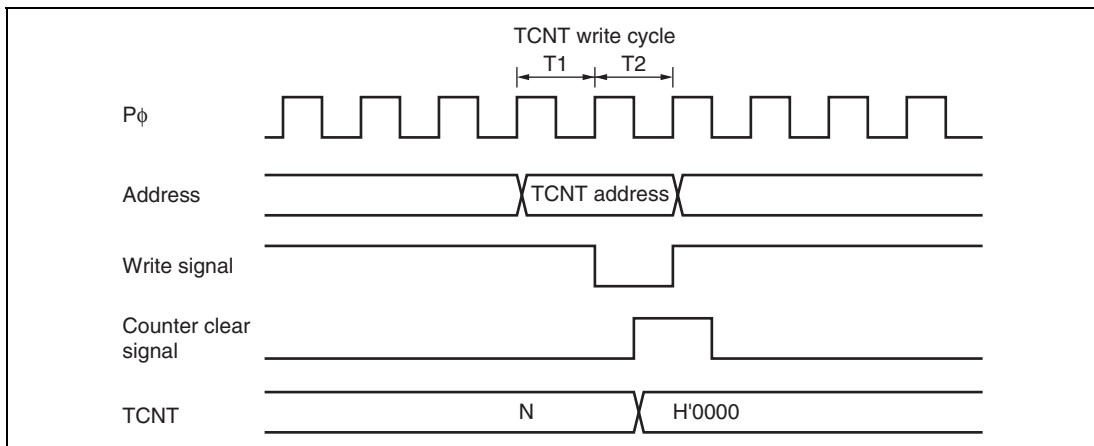 TCNT write cycle
T1 T2
Pϕ
Address
TCNT address
Write signal
Counter clear
signal
TCNT
N
H'0000